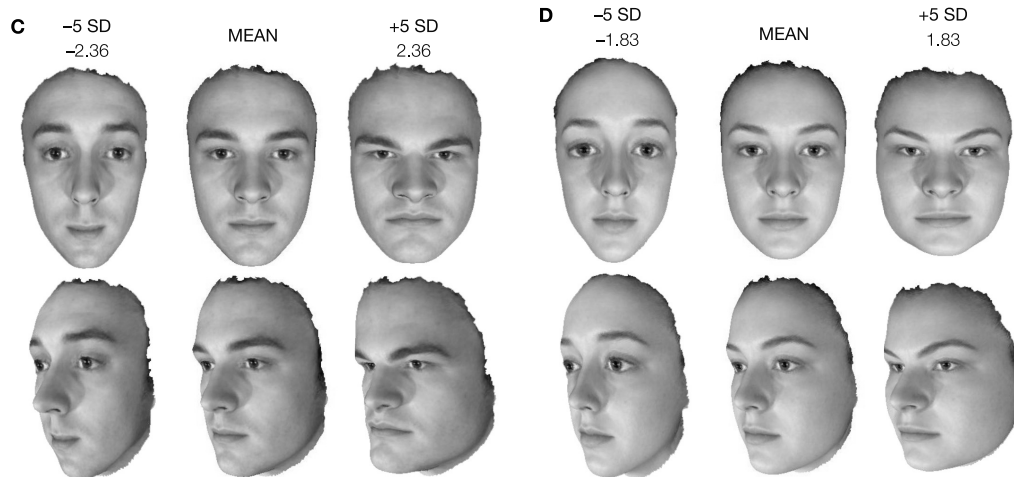 C
–5 SD
–2.36
MEAN
+5 SD
2.36
D
–5 SD
–1.83
MEAN
+5 SD
1.83